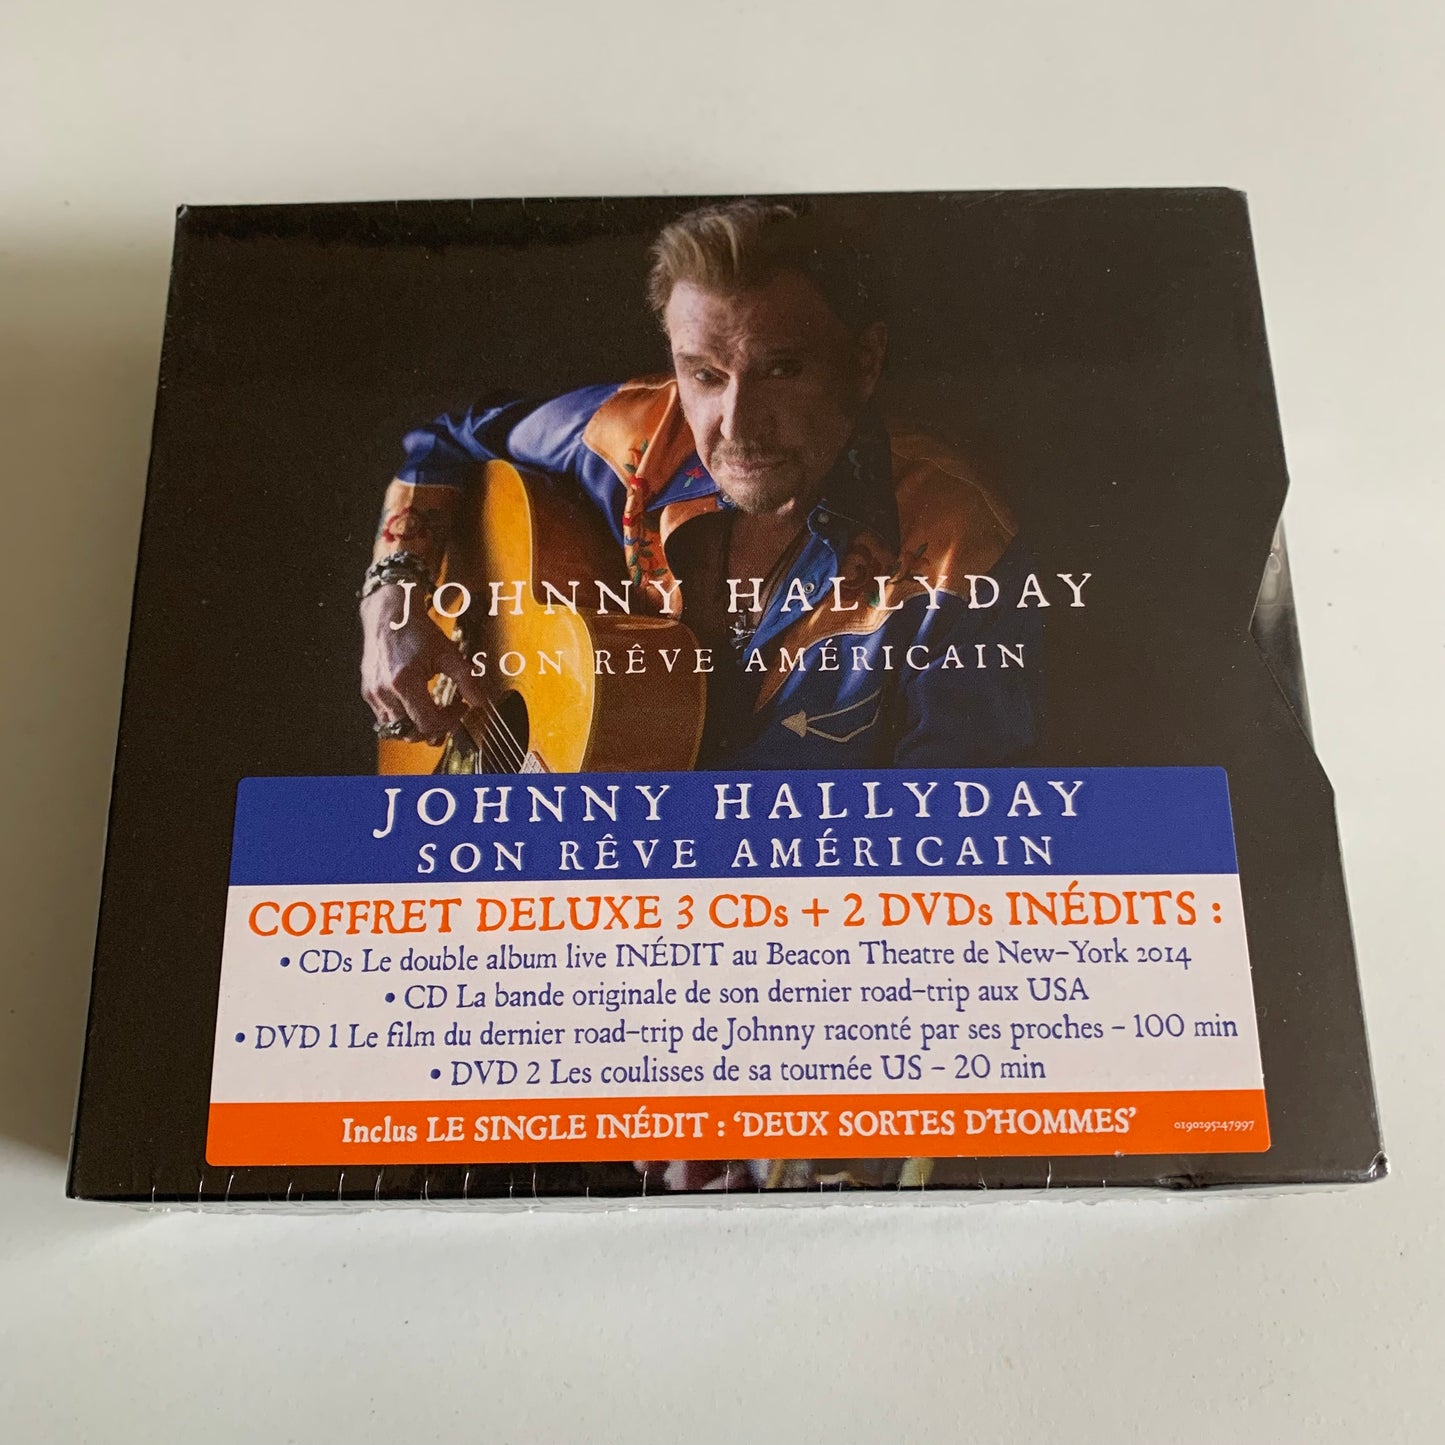 JOHNNY HALLYDAY
SON RÊVE AMÉRICAIN
JOHNNY HALLYDAY
SON RÊVE AMÉRICAIN
COFFRET DELUXE 3 CDs + 2 DVDs INÉDITS :
• CDs Le double album live INÉDIT au Beacon Theatre de New-York 2014
• CD La bande originale de son dernier road-trip aux USA
• DVD 1 Le film du dernier road-trip de Johnny raconté par ses proches - 100 min
• DVD 2 Les coulisses de sa tournée US - 20 min
Inclus LE SINGLE INÉDIT : ‘DEUX SORTES D’HOMMES’
0190295247997